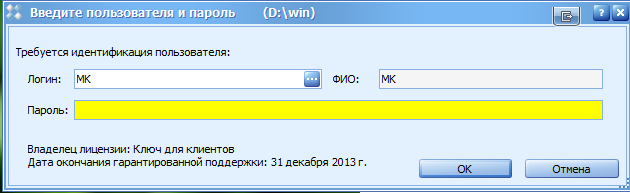 Введите пользователя и пароль (D:\win)
Требуется идентификация пользователя:
Логин: МК ... ФИО: МК
Пароль:
Владелец лицензии: Ключ для клиентов
Дата окончания гарантированной поддержки: 31 декабря 2013 г.
ОК Отмена